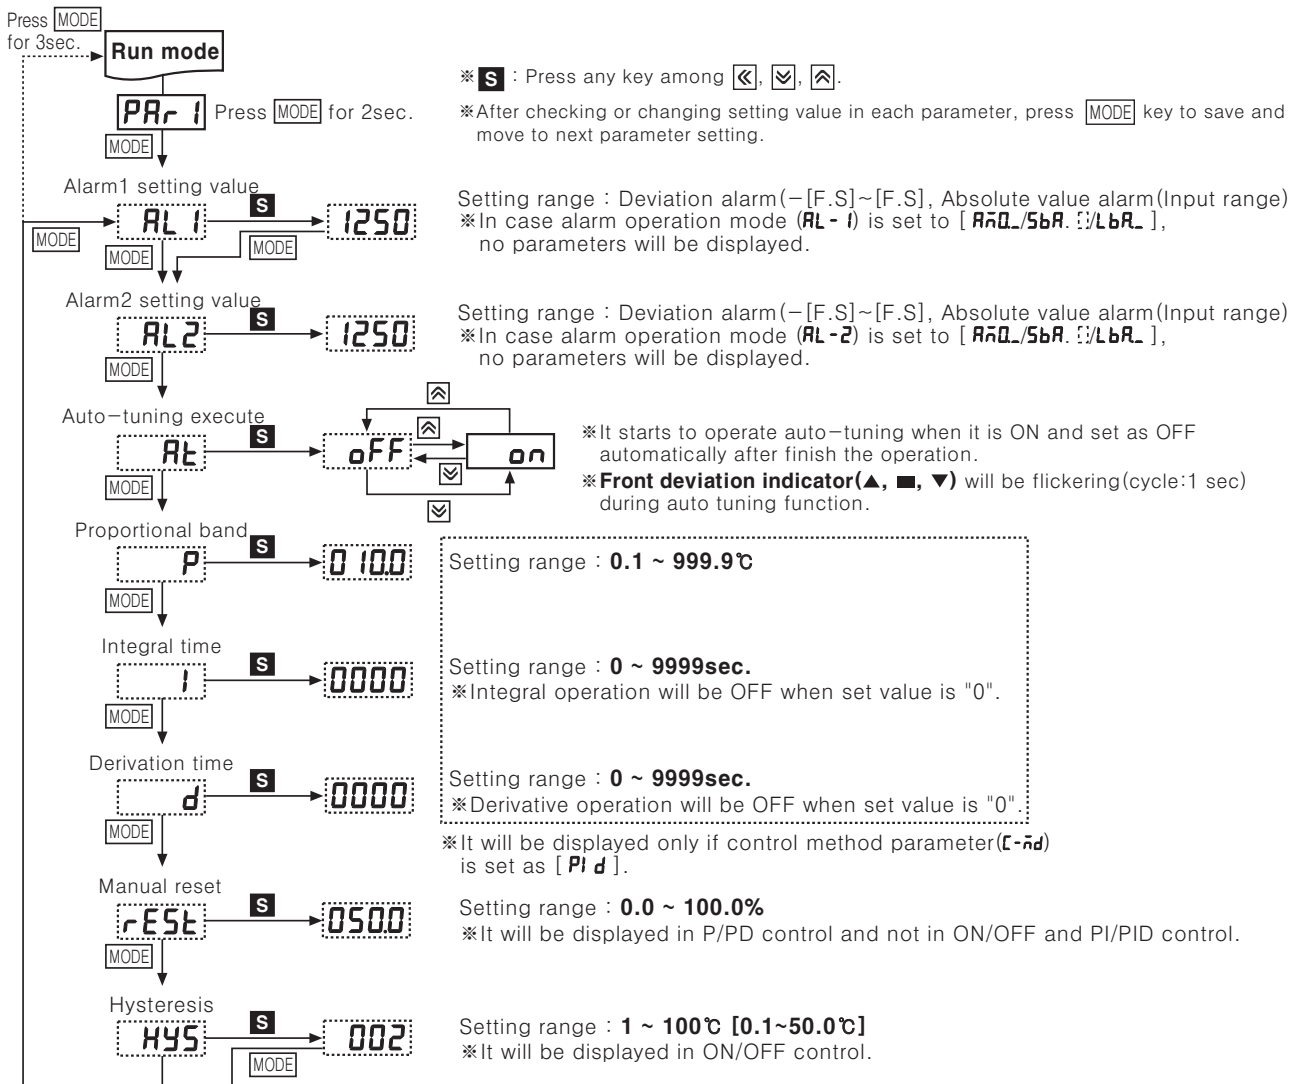 Press MODE
for 3sec.
Run mode
※ S : Press any key among «, , .
PAr1 Press MODE for 2sec.
※After checking or changing setting value in each parameter, press MODE key to save and
move to next parameter setting.
MODE
Alarm1 setting value
S
AL1
1250
MODE
MODE
MODE
Setting range : Deviation alarm(−[F.S]~[F.S], Absolute value alarm(Input range)
※In case alarm operation mode (AL-1) is set to [ AM0_/SbA. /LbA_ ],
no parameters will be displayed.
Alarm2 setting value
S
AL2
1250
MODE
Setting range : Deviation alarm(−[F.S]~[F.S], Absolute value alarm(Input range)
※In case alarm operation mode (AL-2) is set to [ AM0_/SbA. /LbA_ ],
no parameters will be displayed.
Auto−tuning execute
S
At
oFF
on
MODE
※It starts to operate auto−tuning when it is ON and set as OFF
automatically after finish the operation.
※Front deviation indicator(▲, ■, ▼) will be flickering(cycle:1 sec)
during auto tuning function.
Proportional band
S
P
010.0
MODE
Setting range : 0.1 ~ 999.9℃
Integral time
S
I
0000
MODE
Setting range : 0 ~ 9999sec.
※Integral operation will be OFF when set value is "0".
Derivation time
S
d
0000
MODE
Setting range : 0 ~ 9999sec.
※Derivative operation will be OFF when set value is "0".
※It will be displayed only if control method parameter(C-Md)
is set as [ PId ].
Manual reset
S
rESt
050.0
MODE
Setting range : 0.0 ~ 100.0%
※It will be displayed in P/PD control and not in ON/OFF and PI/PID control.
Hysteresis
S
HYS
002
MODE
Setting range : 1 ~ 100℃ [0.1~50.0℃]
※It will be displayed in ON/OFF control.